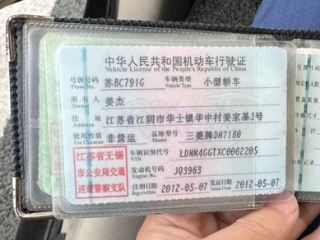 中华人民共和国机动车行驶证
Vehicle License of the People's Republic of China
号牌号码 苏BC791G 车辆类型 小型轿车
Plate No. Vehicle Type
所有人 姜杰
Owner
住址 江苏省江阴市华士镇华中村姜家基3号
Address
使用性质 非营运 品牌型号 三菱牌DN7180
Use Character Model
江苏省无锡
市公安局交通
巡逻警察支队
车辆识别代号 LDNM4GGTXC0062205
VIN
发动机号码 JQ3963
Engine No.
注册日期 2012-05-07 发证日期 2012-05-07
Register Date Issue Date